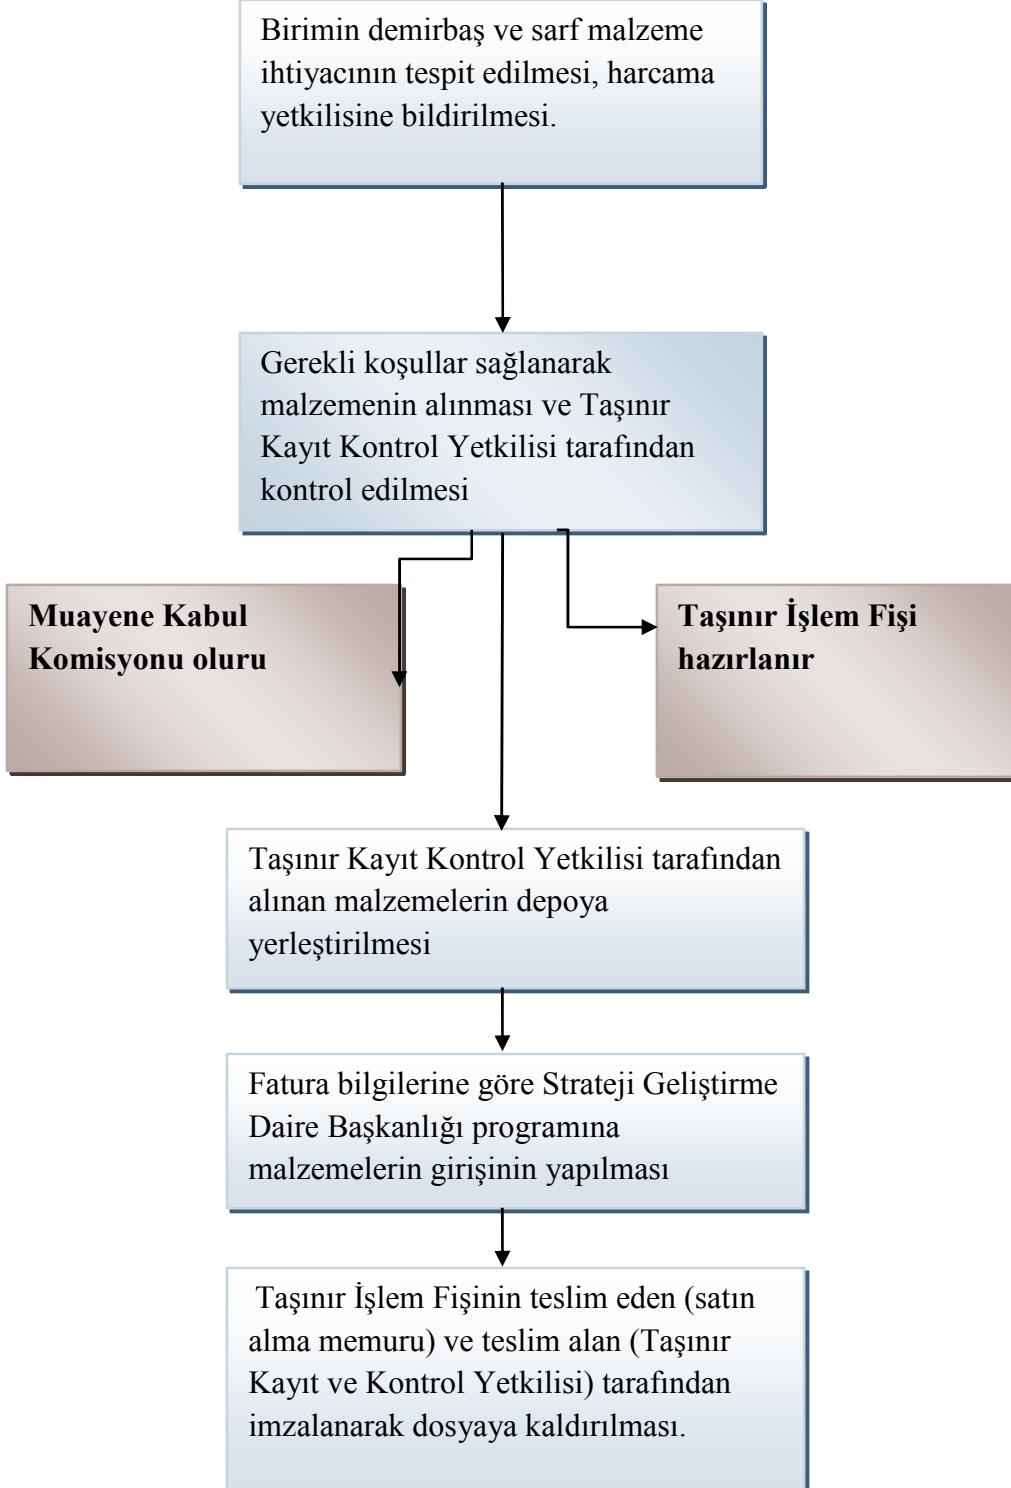 Birimin demirbaş ve sarf malzeme
ihtiyacının tespit edilmesi, harcama
yetkilisine bildirilmesi.
Gerekli koşullar sağlanarak
malzemenin alınması ve Taşınır
Kayıt Kontrol Yetkilisi tarafından
kontrol edilmesi
Muayene Kabul
Komisyonu oluru
Taşınır İşlem Fişi
hazırlanır
Taşınır Kayıt Kontrol Yetkilisi tarafından
alınan malzemelerin depoya
yerleştirilmesi
Fatura bilgilerine göre Strateji Geliştirme
Daire Başkanlığı programına
malzemelerin girişinin yapılması
Taşınır İşlem Fişinin teslim eden (satın
alma memuru) ve teslim alan (Taşınır
Kayıt ve Kontrol Yetkilisi) tarafından
imzalanarak dosyaya kaldırılması.